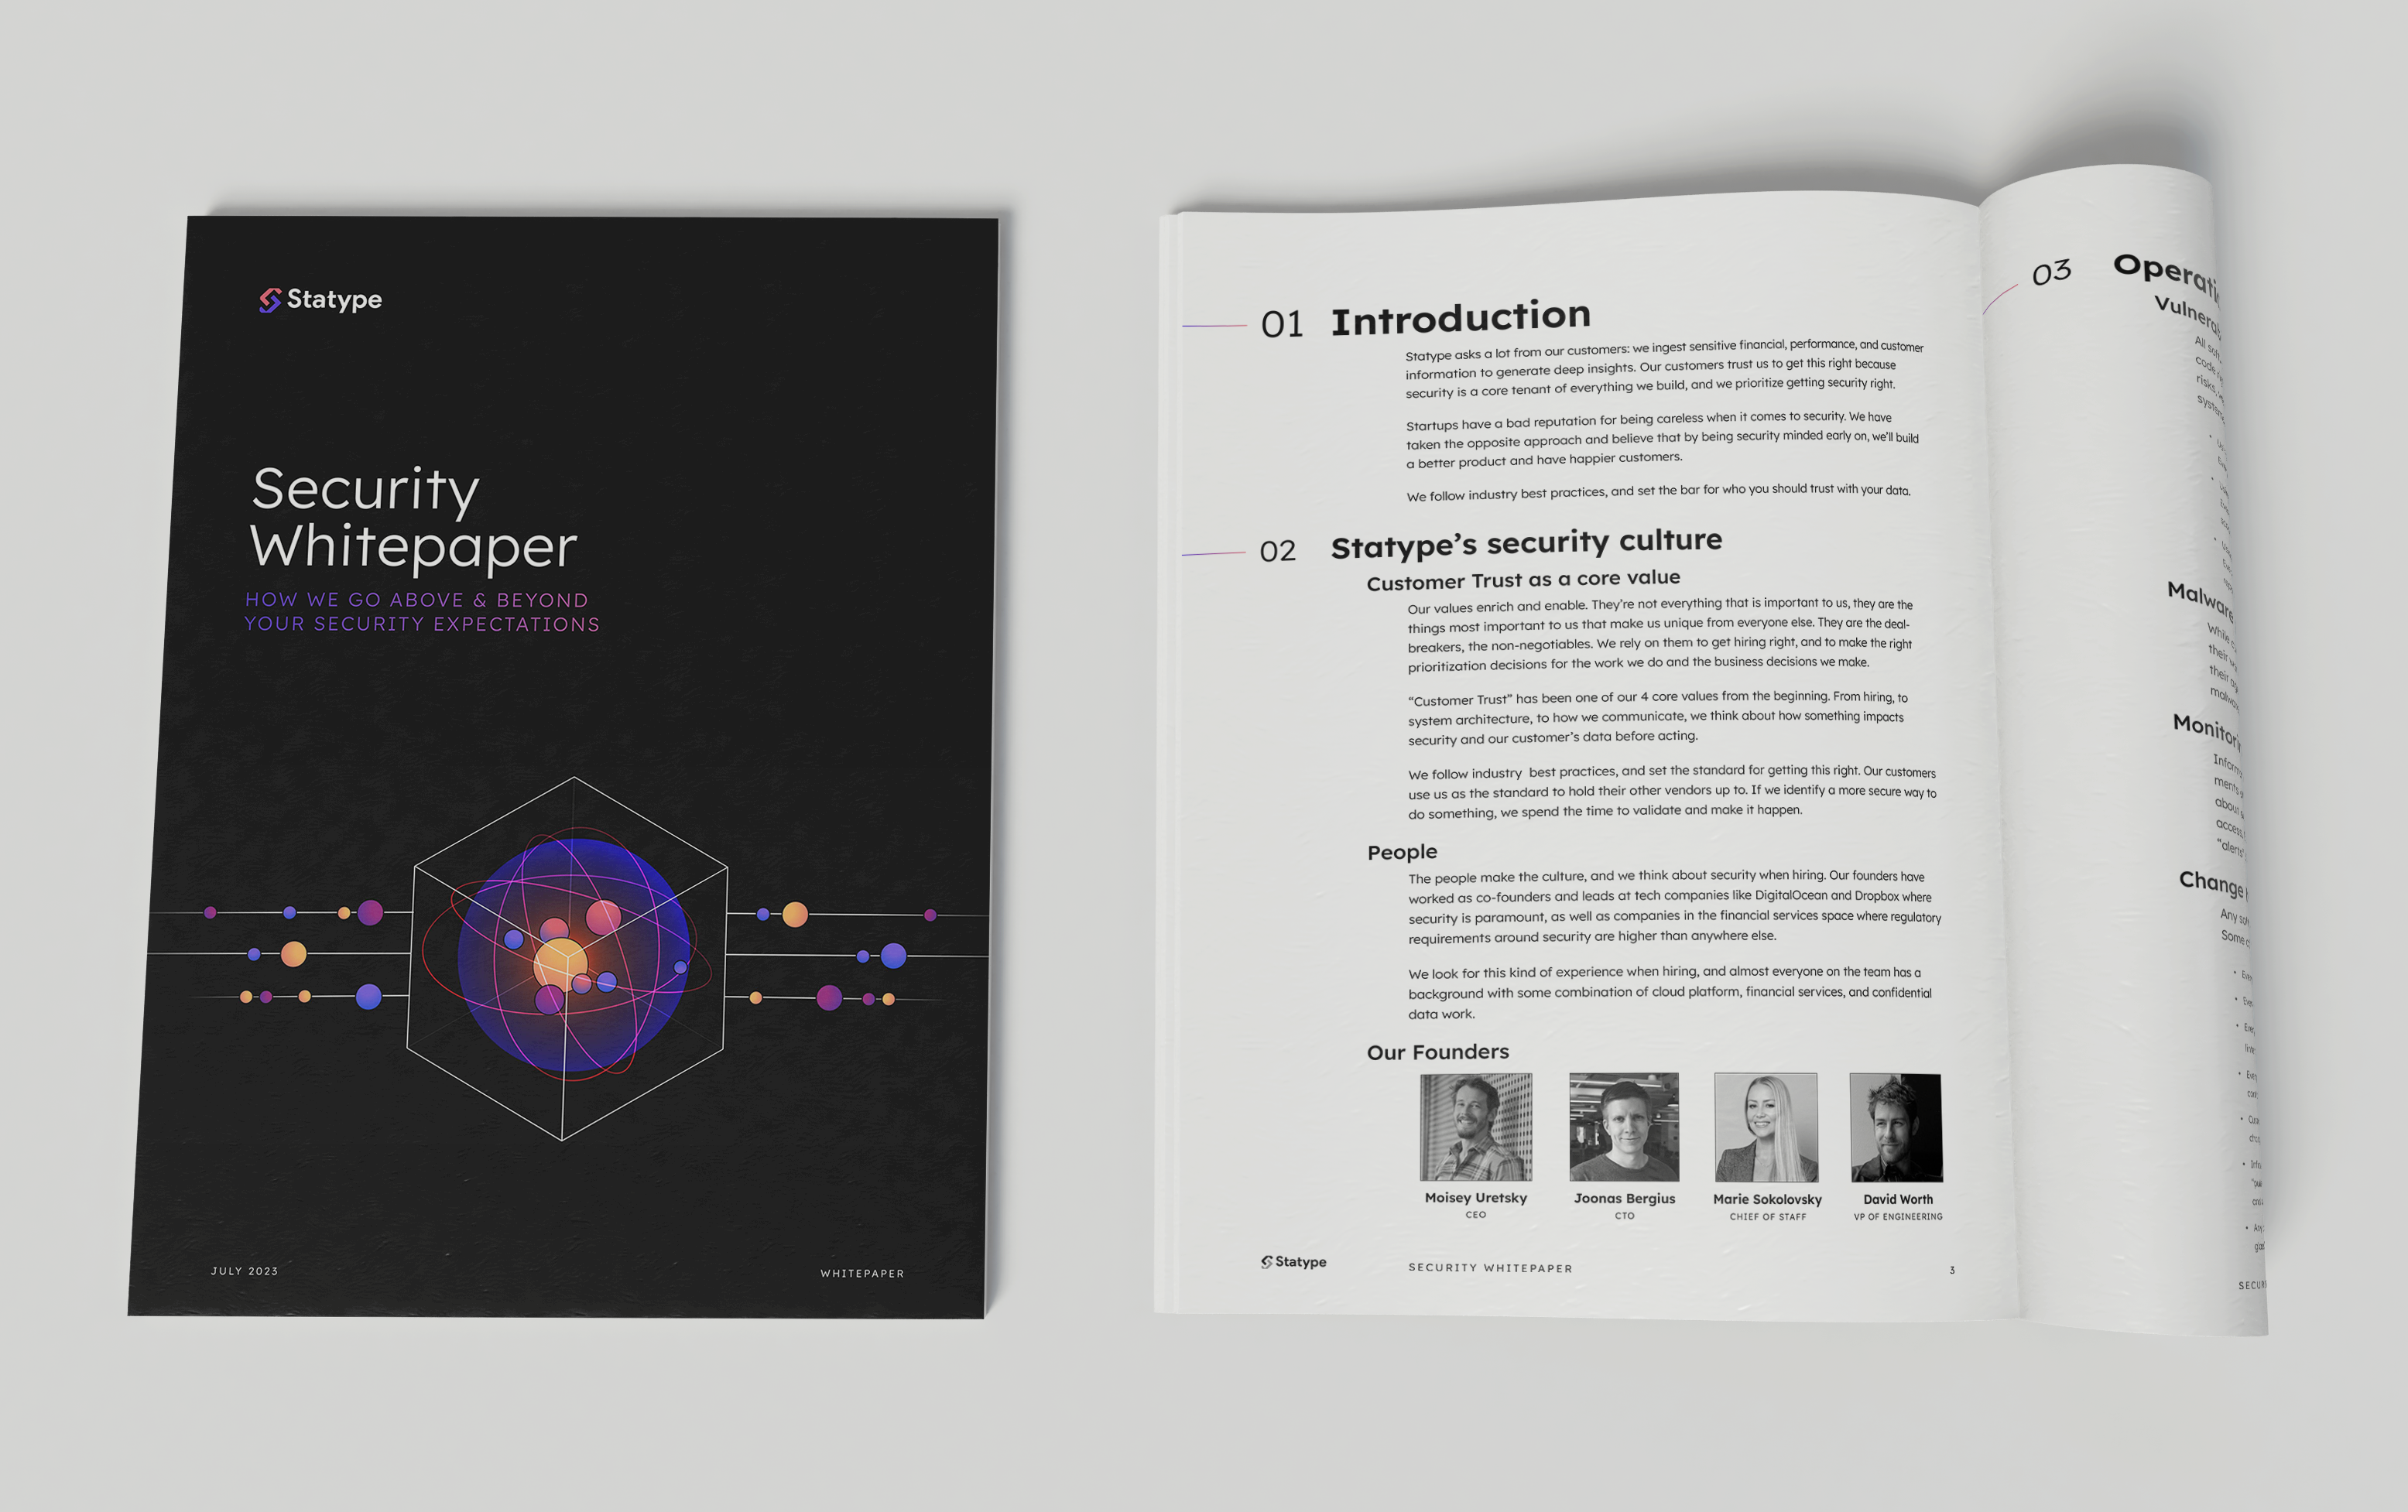 Statype
Security
Whitepaper
HOW WE GO ABOVE & BEYOND
YOUR SECURITY EXPECTATIONS
JULY 2023
WHITEPAPER
01 Introduction
Statype asks a lot from our customers: we ingest sensitive financial, performance, and customer
information to generate deep insights. Our customers trust us to get this right because
security is a core tenant of everything we build, and we prioritize getting security right.
Startups have a bad reputation for being careless when it comes to security. We have
taken the opposite approach and believe that by being security minded early on, we'll build
a better product and have happier customers.
We follow industry best practices, and set the bar for who you should trust with your data.
02 Statype's security culture
Customer Trust as a core value
Our values enrich and enable. They're not everything that is important to us, they are the
things most important to us that make us unique from everyone else. They are the deal-
breakers, the non-negotiables. We rely on them to get hiring right, and to make the right
prioritization decisions for the work we do and the business decisions we make.
“Customer Trust” has been one of our 4 core values from the beginning. From hiring, to
system architecture, to how we communicate, we think about how something impacts
security and our customer's data before acting.
We follow industry  best practices, and set the standard for getting this right. Our customers
use us as the standard to hold their other vendors up to. If we identify a more secure way to
do something, we spend the time to validate and make it happen.
People
The people make the culture, and we think about security when hiring. Our founders have
worked as co-founders and leads at tech companies like DigitalOcean and Dropbox where
security is paramount, as well as companies in the financial services space where regulatory
requirements around security are higher than anywhere else.
We look for this kind of experience when hiring, and almost everyone on the team has a
background with some combination of cloud platform, financial services, and confidential
data work.
Our Founders
Moisey Uretsky
CEO
Joonas Bergius
CTO
Marie Sokolovsky
CHIEF OF STAFF
David Worth
VP OF ENGINEERING
Statype
SECURITY WHITEPAPER
3
03
Malware
While
their
their
Change
Any
Some